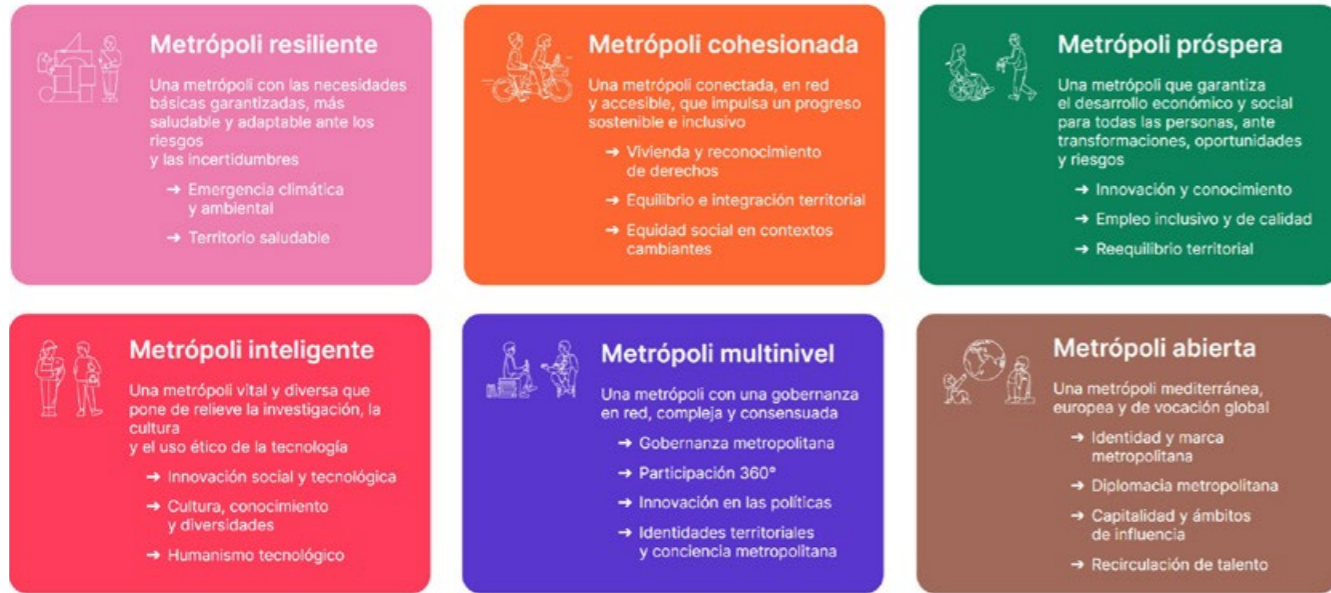 Metrópoli resiliente
Una metrópoli con las necesidades
básicas garantizadas, más
saludable y adaptable ante los
riesgos
y las incertidumbres
→ Emergencia climática
y ambiental
→ Territorio saludable
Metrópoli cohesionada
Una metrópoli conectada, en red
y accesible, que impulsa un progreso
sostenible e inclusivo
→ Vivienda y reconocimiento
de derechos
→ Equilibrio e integración territorial
→ Equidad social en contextos
cambiantes
Metrópoli próspera
Una metrópoli que garantiza
el desarrollo económico y social
para todas las personas, ante
transformaciones, oportunidades
y riesgos
→ Innovación y conocimiento
→ Empleo inclusivo y de calidad
→ Reequilibrio territorial
Metrópoli inteligente
Una metrópoli vital y diversa que
pone de relieve la investigación, la
cultura
y el uso ético de la tecnología
→ Innovación social y tecnológica
→ Cultura, conocimiento
y diversidades
→ Humanismo tecnológico
Metrópoli multinivel
Una metrópoli con una gobernanza
en red, compleja y consensuada
→ Gobernanza metropolitana
→ Participación 360°
→ Innovación en las políticas
→ Identidades territoriales
y conciencia metropolitana
Metrópoli abierta
Una metrópoli mediterránea,
europea y de vocación global
→ Identidad y marca
metropolitana
→ Diplomacia metropolitana
→ Capitalidad y ámbitos
de influencia
→ Recirculación de talento